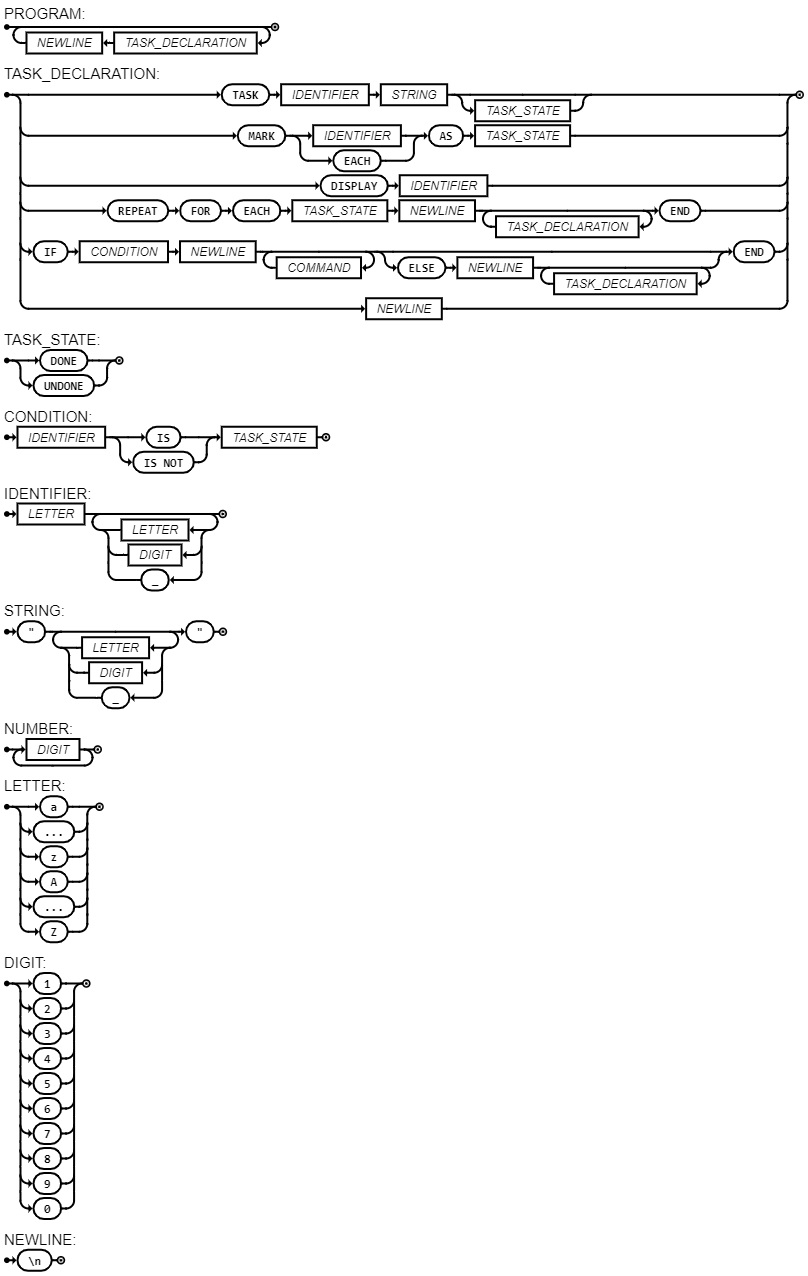 PROGRAM:
NEWLINE TASK_DECLARATION
TASK_DECLARATION:
TASK IDENTIFIER STRING
TASK_STATE
MARK IDENTIFIER AS TASK_STATE
EACH
DISPLAY IDENTIFIER
REPEAT FOR EACH TASK_STATE NEWLINE END
TASK_DECLARATION
IF CONDITION NEWLINE END
COMMAND ELSE NEWLINE
TASK_DECLARATION
NEWLINE
TASK_STATE:
DONE
UNDONE
CONDITION:
IDENTIFIER IS TASK_STATE
IS NOT
IDENTIFIER:
LETTER
LETTER
DIGIT
_
STRING:
" "
LETTER
DIGIT
_
NUMBER:
DIGIT
LETTER:
a
...
z
A
...
Z
DIGIT:
1
2
3
4
5
6
7
8
9
0
NEWLINE:
\n